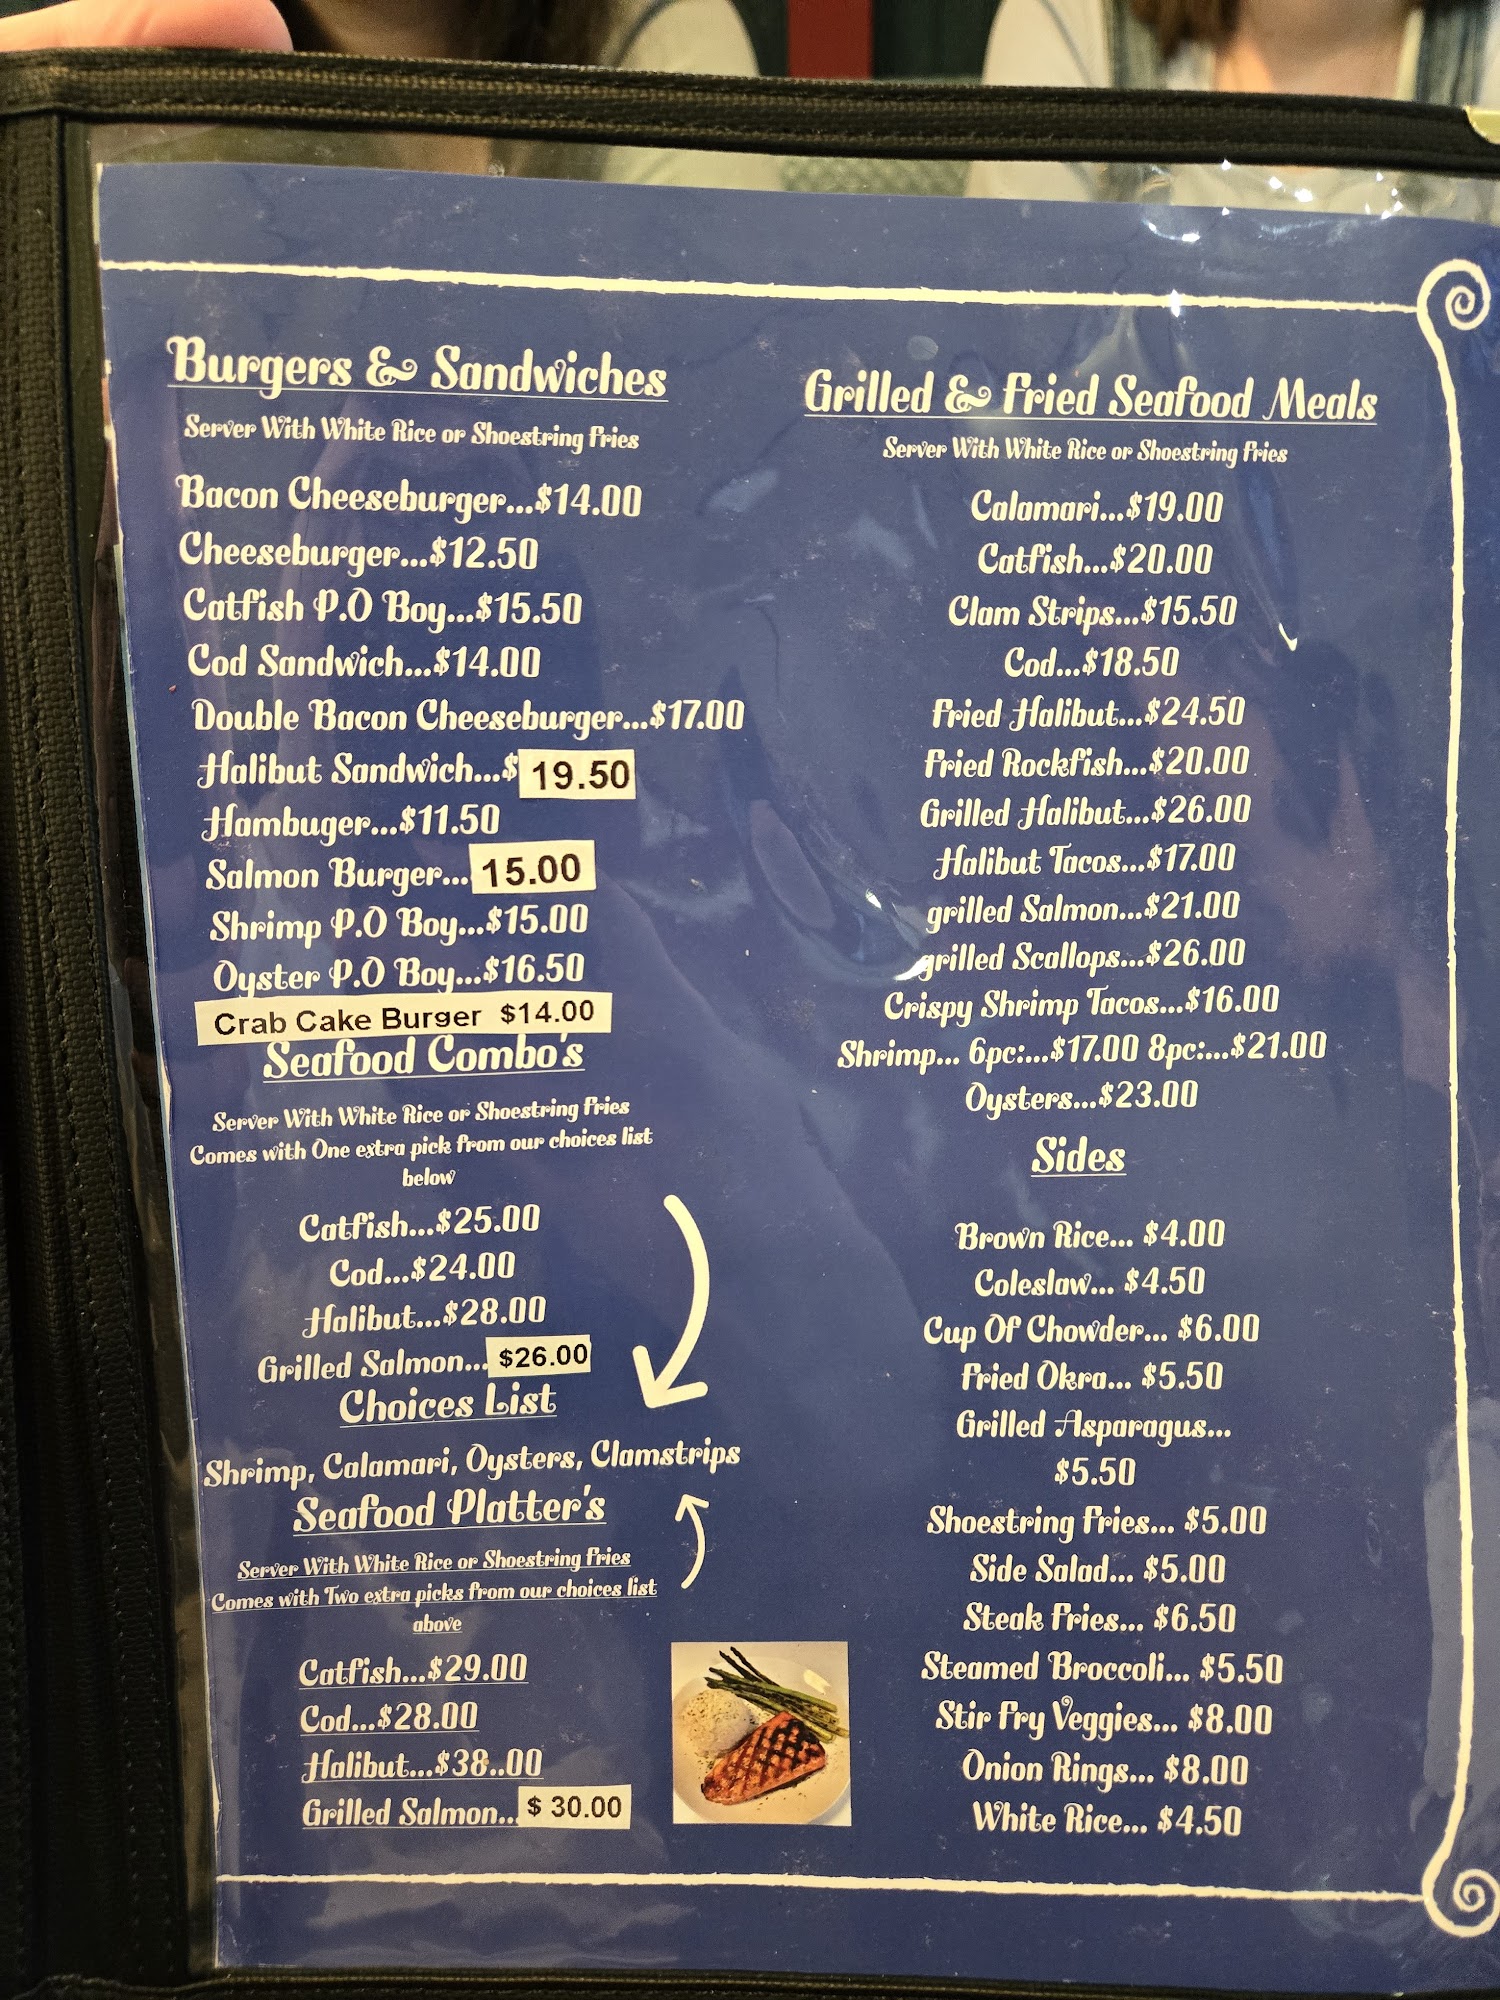 Burgers & Sandwiches
Server With White Rice or Shoestring Fries
Bacon Cheeseburger...$14.00
Cheeseburger...$12.50
Catfish P.O Boy...$15.50
Cod Sandwich...$14.00
Double Bacon Cheeseburger...$17.00
Halibut Sandwich...$ 19.50
Hambuger...$11.50
Salmon Burger... 15.00
Shrimp P.O Boy...$15.00
Oyster P.O Boy...$16.50
Crab Cake Burger $14.00
Seafood Combo's
Server With White Rice or Shoestring Fries
Comes with One extra pick from our choices list
below
Catfish...$25.00
Cod...$24.00
Halibut...$28.00
Grilled Salmon... $26.00
Choices List
Shrimp, Calamari, Oysters, Clamstrips
Seafood Platter's
Server With White Rice or Shoestring Fries
Comes with Two extra picks from our choices list
above
Catfish...$29.00
Cod...$28.00
Halibut...$38..00
Grilled Salmon... $ 30.00
Grilled & Fried Seafood Meals
Server With White Rice or Shoestring Fries
Calamari...$19.00
Catfish...$20.00
Clam Strips...$15.50
Cod...$18.50
Fried Halibut...$24.50
Fried Rockfish...$20.00
Grilled Halibut...$26.00
Halibut Tacos...$17.00
grilled Salmon...$21.00
grilled Scallops...$26.00
Crispy Shrimp Tacos...$16.00
Shrimp... 6pc:...$17.00 8pc:...$21.00
Oysters...$23.00
Sides
Brown Rice... $4.00
Coleslaw... $4.50
Cup Of Chowder... $6.00
Fried Okra... $5.50
Grilled Asparagus...
$5.50
Shoestring Fries... $5.00
Side Salad... $5.00
Steak Fries... $6.50
Steamed Broccoli... $5.50
Stir Fry Veggies... $8.00
Onion Rings... $8.00
White Rice... $4.50